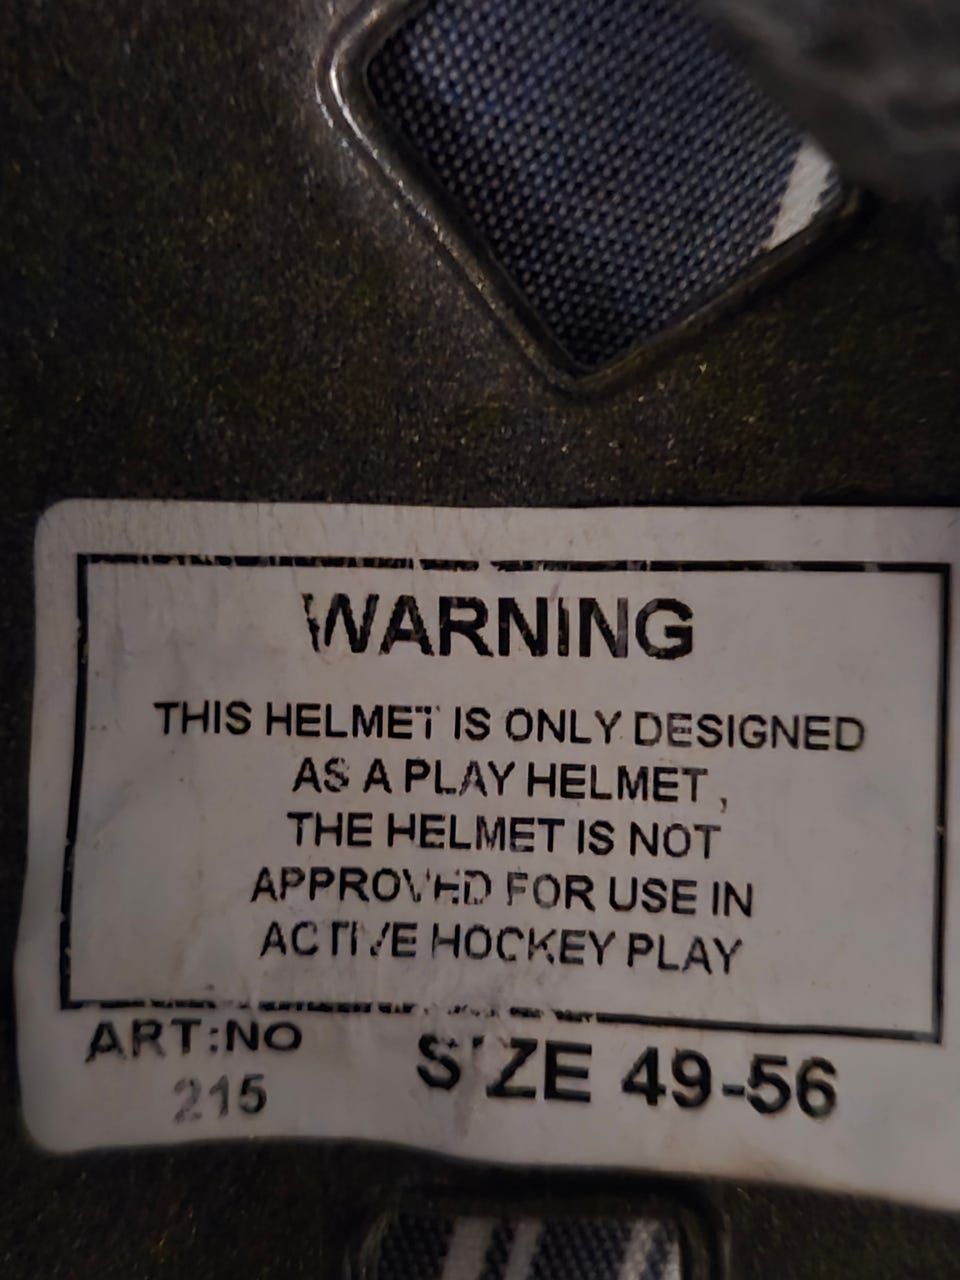 WARNING
THIS HELMET IS ONLY DESIGNED
AS A PLAY HELMET,
THE HELMET IS NOT
APPROVED FOR USE IN
ACTIVE HOCKEY PLAY
ART:NO
215
SIZE 49-56